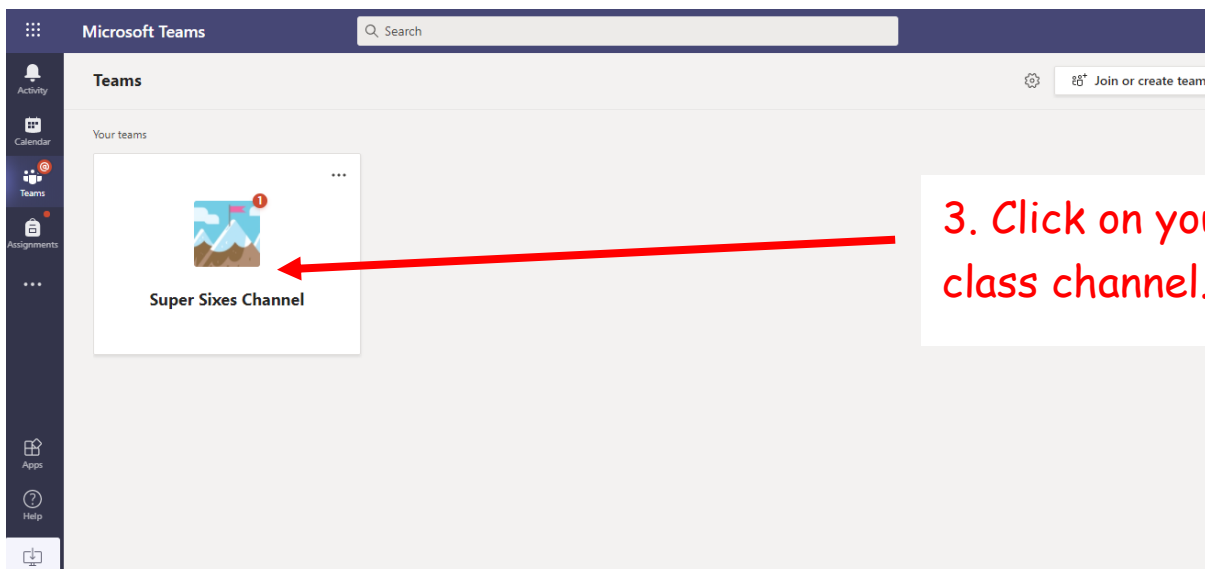 Microsoft Teams
Search
Activity
Calendar
Teams
Assignments
Apps
Help
Teams
Join or create team
Your teams
1
Super Sixes Channel
3. Click on you
class channel.